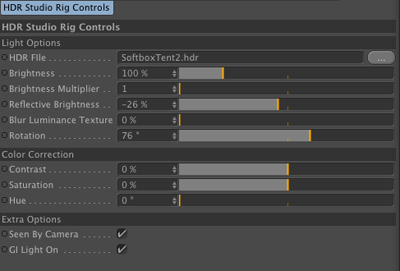 HDR Studio Rig Controls
HDR Studio Rig Controls
Light Options
HDR FIle . . . . . . . . . . . . SoftboxTent2.hdr ...
Brightness . . . . . . . . . . 100 %
Brightness Multiplier . . 1
Reflective Brightness . . -26 %
Blur Luminance Texture 0 %
Rotation . . . . . . . . . . . . 76 °
Color Correction
Contrast . . . . . . . . . 0 %
Saturation . . . . . . . . 0 %
Hue . . . . . . . . . . . . . 0 °
Extra Options
Seen By Camera . . . . . .
GI Light On . . . . . . . . . .